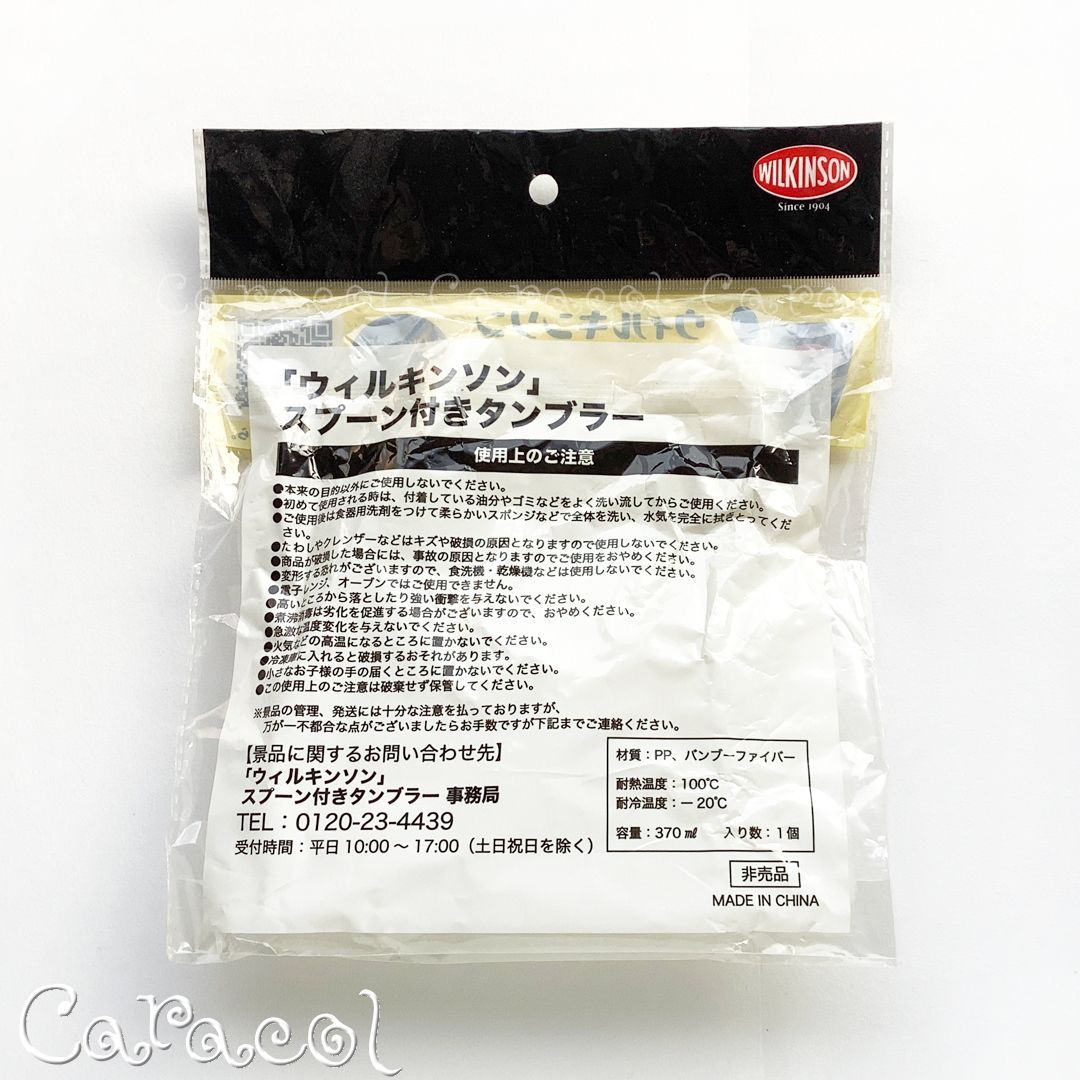 WILKINSON
Since 1904
Caracol Caracol Caracol
ウィルキンソン
「ウィルキンソン」
スプーン付きタンブラー
使用上のご注意
●本来の目的以外にご使用しないでください。
●初めて使用される時は、付着している油分やゴミなどをよく洗い流してからご使用ください。
●ご使用後は食器用洗剤をつけて柔らかいスポンジなどで全体を洗い、水気を完全に拭きとってくだ
さい。
●たわしやクレンザーなどはキズや破損の原因となりますので使用しないでください。
●商品が破損した場合には、事故の原因となりますのでご使用をおやめください。
●変形する恐れがございますので、食洗機・乾燥機などは使用しないでください。
●電子レンジ、オーブンではご使用できません。
●高いところから落としたり強い衝撃を与えないでください。
●煮沸消毒は劣化を促進する場合がございますので、おやめください。
●急激な温度変化を与えないでください。
●火気などの高温になるところに置かないでください。
●冷凍庫に入れると破損するおそれがあります。
●小さなお子様の手の届くところに置かないでください。
●この使用上のご注意は破棄せず保管してください。
※景品の管理、発送には十分な注意を払っておりますが、
万が一不都合な点がございましたらお手数ですが下記までご連絡ください。
【景品に関するお問い合わせ先】
「ウィルキンソン」
スプーン付きタンブラー 事務局
TEL：0120-23-4439
受付時間：平日 10:00 〜 17:00（土日祝日を除く）
材質：PP、バンブーファイバー
耐熱温度：100℃
耐冷温度：－20℃
容量：370㎖ 入り数：1個
非売品
MADE IN CHINA
Caracol